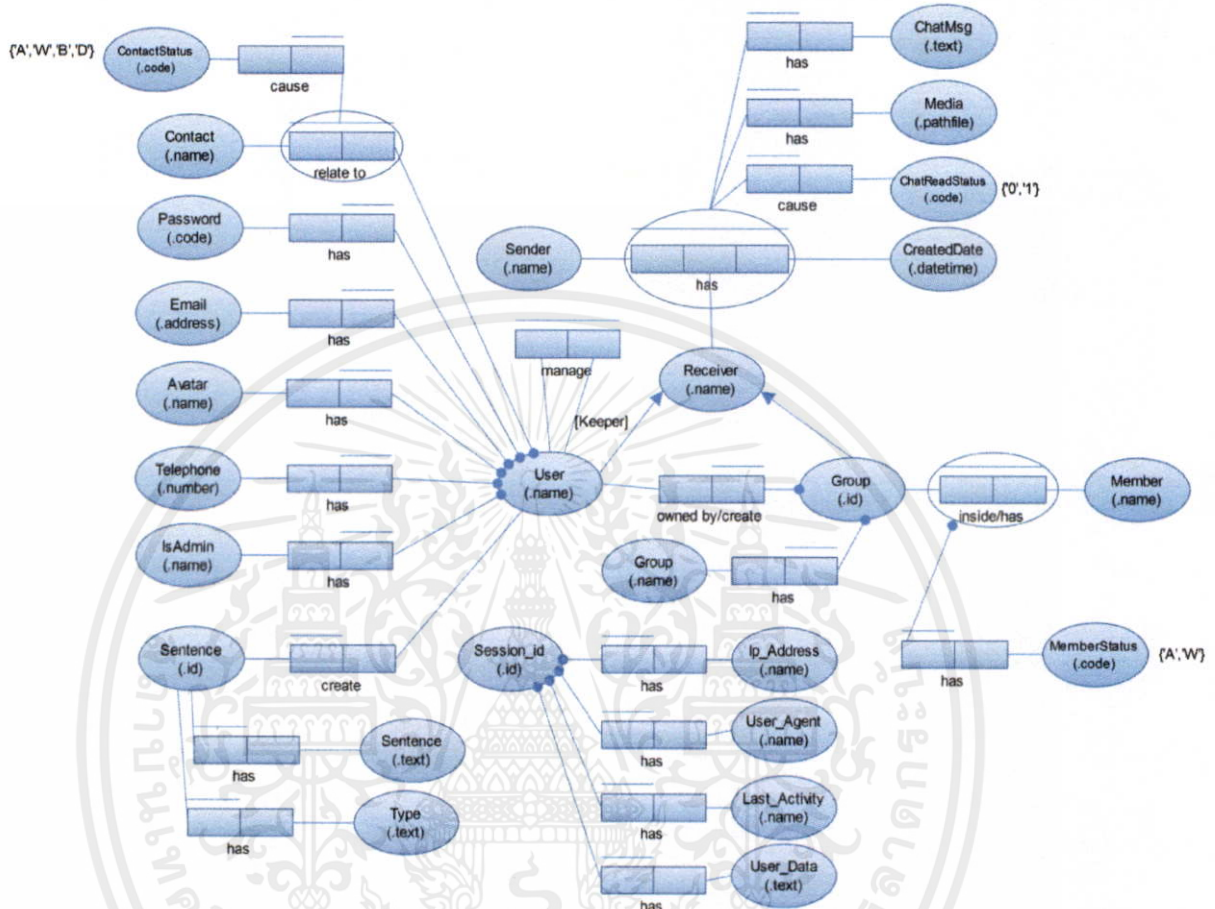 {'A','W','B','D'}
ContactStatus
(.code)
cause
Contact
(.name)
relate to
Password
(.code)
has
Email
(.address)
has
Avatar
(.name)
has
Telephone
(.number)
has
IsAdmin
(.name)
has
Sentence
(.id)
create
Sentence
(.text)
has
Type
(.text)
has
ChatMsg
(.text)
has
Media
(.pathfile)
has
ChatReadStatus
(.code)
{'0','1'}
cause
Sender
(.name)
has
CreatedDate
(.datetime)
manage
[Keeper]
Receiver
(.name)
User
(.name)
owned by/create
Group
(.id)
inside/has
Member
(.name)
Group
(.name)
has
MemberStatus
(.code)
{'A','W'}
has
Session_id
(.id)
Ip_Address
(.name)
has
User_Agent
(.name)
has
Last_Activity
(.name)
has
User_Data
(.text)
has